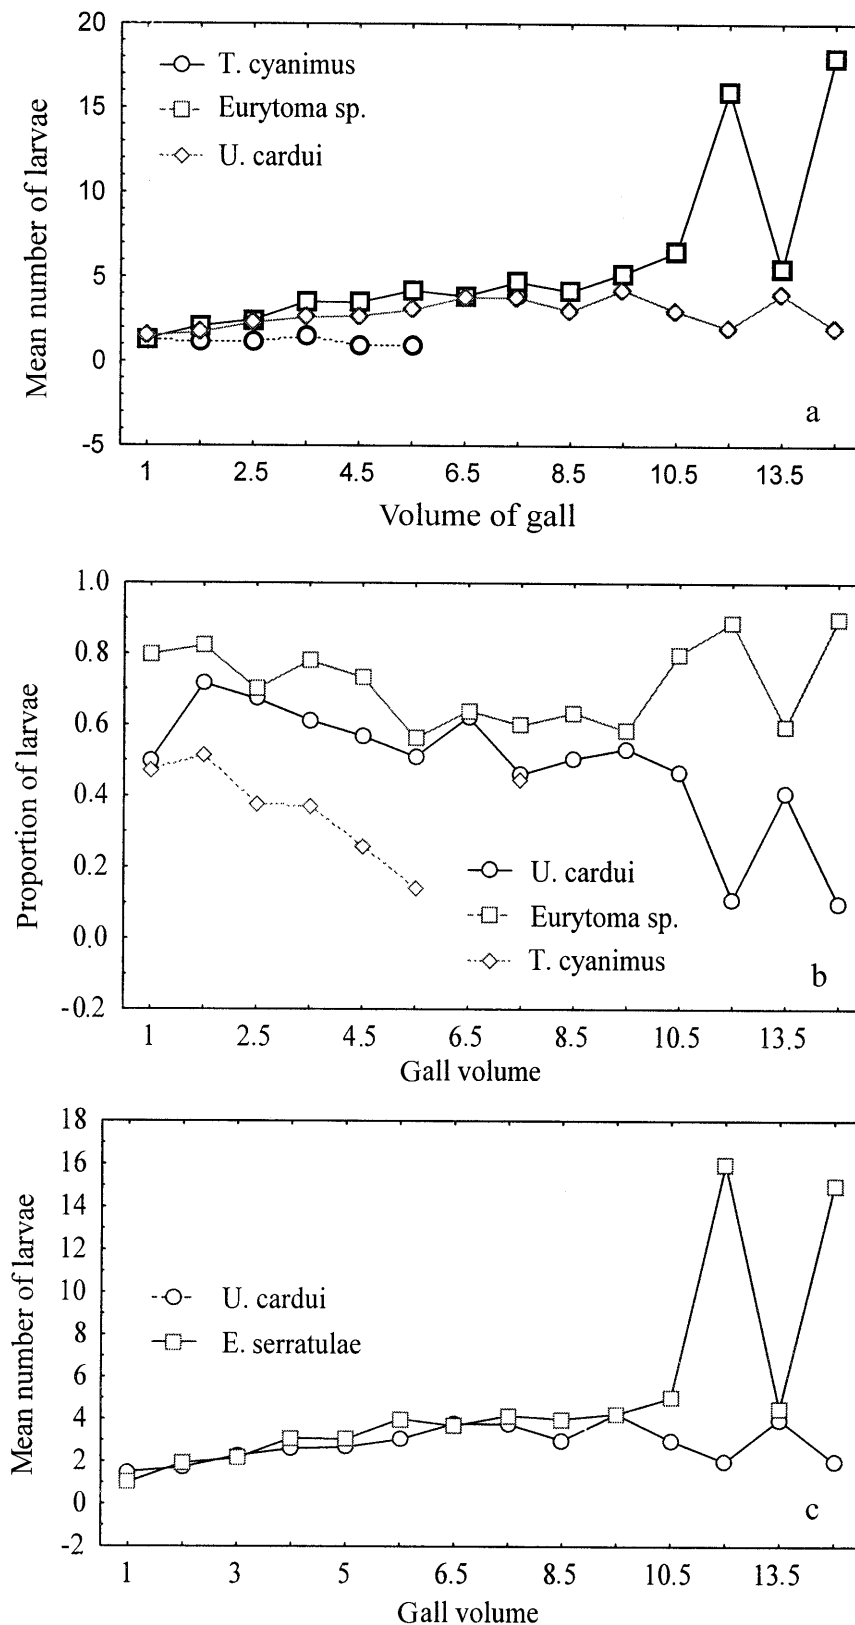 20
15
10
5
0
-5
Mean number of larvae
T. cyanimus
Eurytoma sp.
U. cardui
a
1 2.5 4.5 6.5 8.5 10.5 13.5
Volume of gall
1.0
0.8
0.6
0.4
0.2
0.0
-0.2
Proportion of larvae
U. cardui
Eurytoma sp.
T. cyanimus
b
1 2.5 4.5 6.5 8.5 10.5 13.5
Gall volume
18
16
14
12
10
8
6
4
2
0
-2
Mean number of larvae
U. cardui
E. serratulae
c
1 3 5 6.5 8.5 10.5 13.5
Gall volume